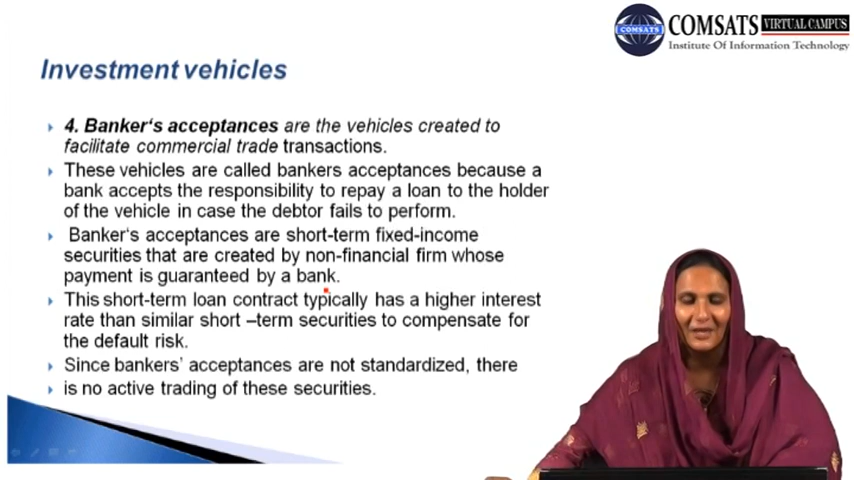 COMSATS VIRTUAL CAMPUS
COMSATS
Institute Of Information Technology
Investment vehicles
4. Banker's acceptances are the vehicles created to
facilitate commercial trade transactions.
These vehicles are called bankers acceptances because a
bank accepts the responsibility to repay a loan to the holder
of the vehicle in case the debtor fails to perform.
Banker's acceptances are short-term fixed-income
securities that are created by non-financial firm whose
payment is guaranteed by a bank.
This short-term loan contract typically has a higher interest
rate than similar short –term securities to compensate for
the default risk.
Since bankers' acceptances are not standardized, there
is no active trading of these securities.